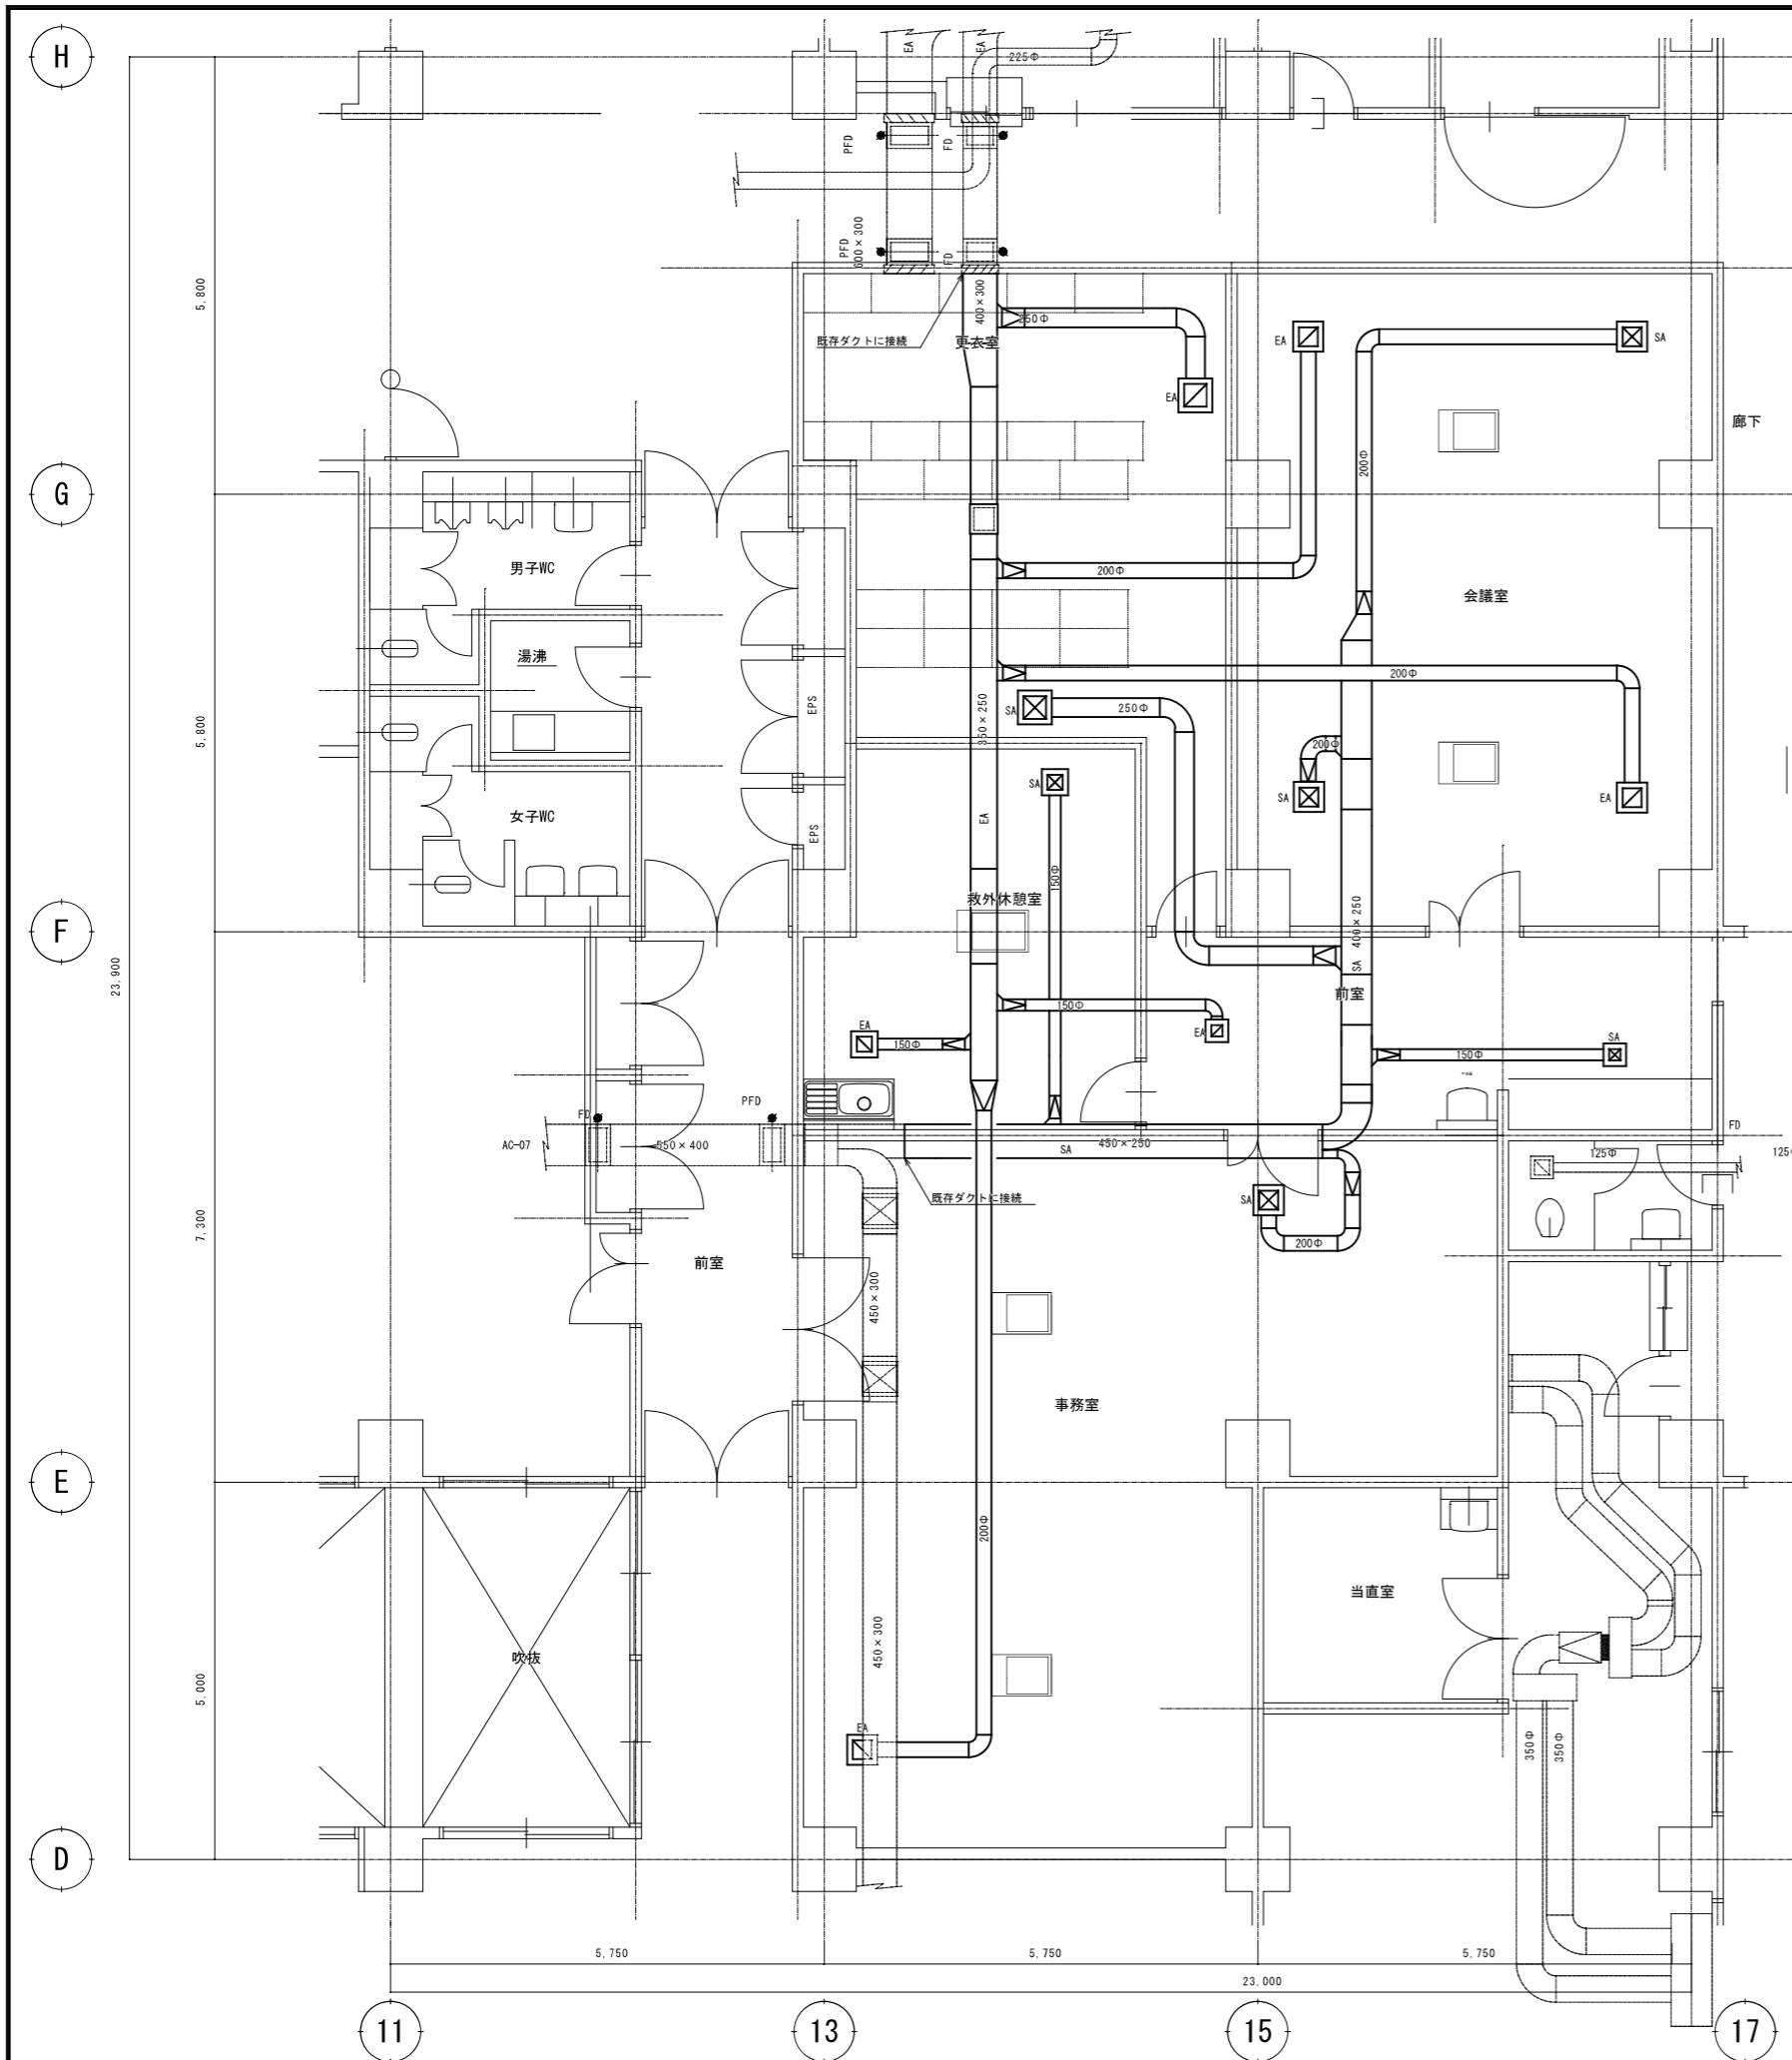 H
EA
EA
225Φ
PFD
FD
PFD
600×300
FD
5,800
400×300
250Φ
既存ダクトに接続
更衣室
EA
EA
SA
廊下
200Φ
G
男子WC
200Φ
会議室
湯沸
200Φ
EPS
SA
250Φ
350×250
5,800
200Φ
SA
SA
EA
女子WC
EPS
EA
150Φ
救外休憩室
F
400×250
SA
23,900
前室
150Φ
EA
EA
150Φ
SA
150Φ
FD
PFD
FD
AC-07
550×400
450×250
SA
125Φ
125Φ
既存ダクトに接続
SA
7,300
200Φ
前室
450×300
事務室
E
200Φ
当直室
450×300
吹抜
5,000
EA
350Φ
350Φ
D
5,750
5,750
5,750
23,000
11
13
15
17